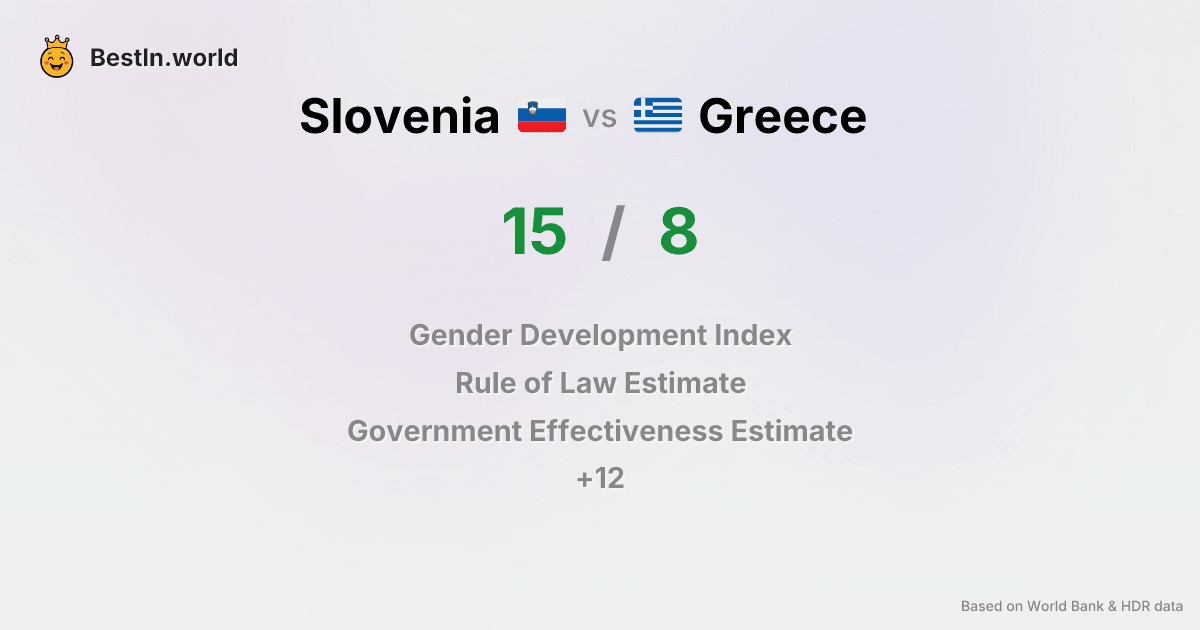 BestIn.world
Slovenia vs Greece
15 / 8
Gender Development Index
Rule of Law Estimate
Government Effectiveness Estimate
+12
Based on World Bank & HDR data